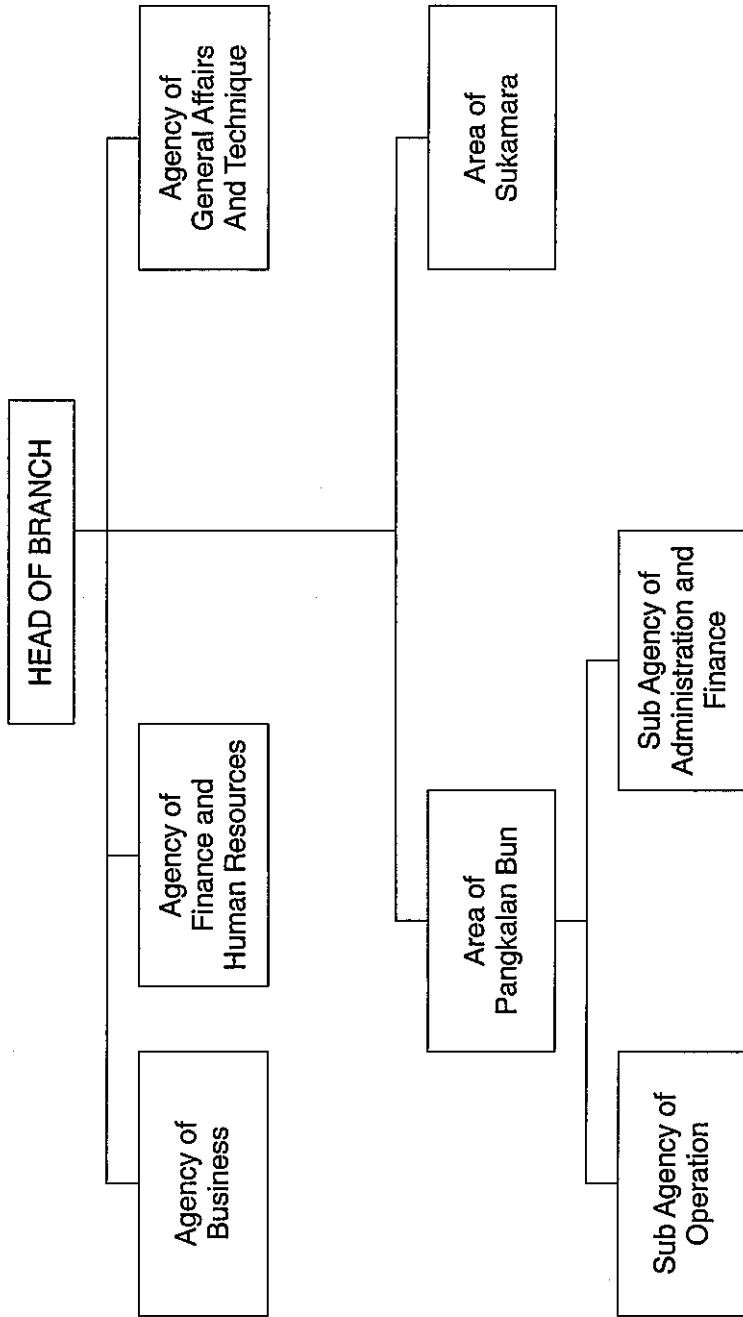 HEAD OF BRANCH
Agency of
Business
Agency of
Finance and
Human Resources
Agency of
General Affairs
And Technique
Area of
Pangkalan Bun
Area of
Sukamara
Sub Agency of
Operation
Sub Agency of
Administration and
Finance